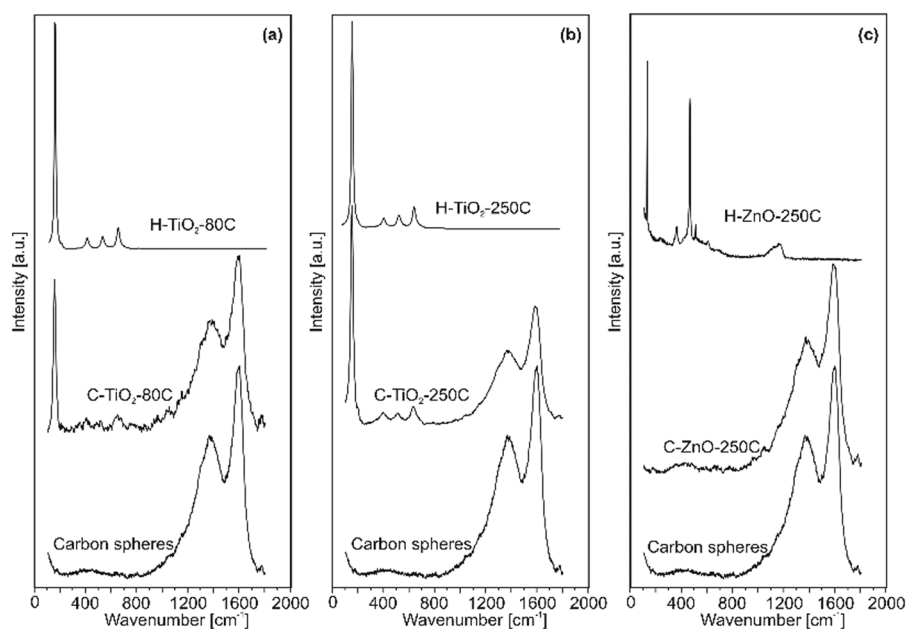 (a)
H-TiO2-80C
C-TiO2-80C
Carbon spheres
Intensity [a.u.]
0 400 800 1200 1600 2000
Wavenumber [cm-1]
(b)
H-TiO2-250C
C-TiO2-250C
Carbon spheres
Intensity [a.u.]
0 400 800 1200 1600 2000
Wavenumber [cm-1]
(c)
H-ZnO-250C
C-ZnO-250C
Carbon spheres
Intensity [a.u.]
0 400 800 1200 1600 2000
Wavenumber [cm-1]